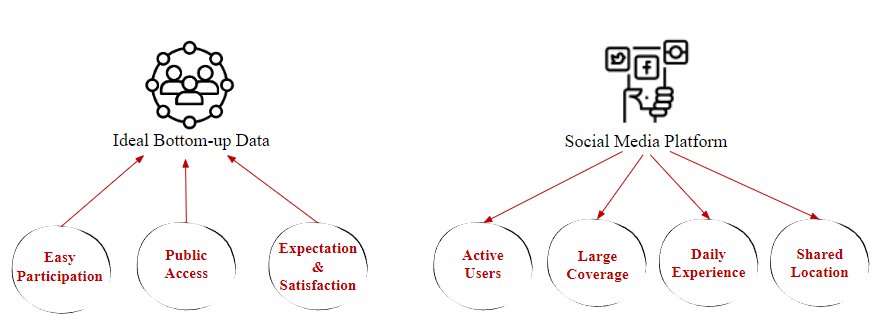 Ideal Bottom-up Data
Easy
Participation
Public
Access
Expectation
&
Satisfaction
Social Media Platform
Active
Users
Large
Coverage
Daily
Experience
Shared
Location